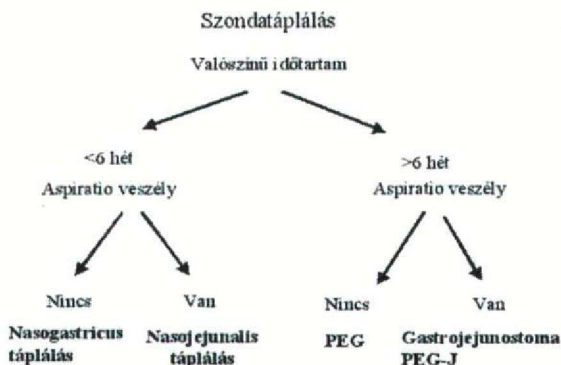 Szondatáplálás
Valószinű időtartam
<6 hét
Aspiratio veszély
>6 hét
Aspiratio veszély
Nincs
Nasogastricus
táplálás
Van
Nasojejunalis
táplálás
Nincs
PEG
Van
Gastrojejunostoma
PEG-J